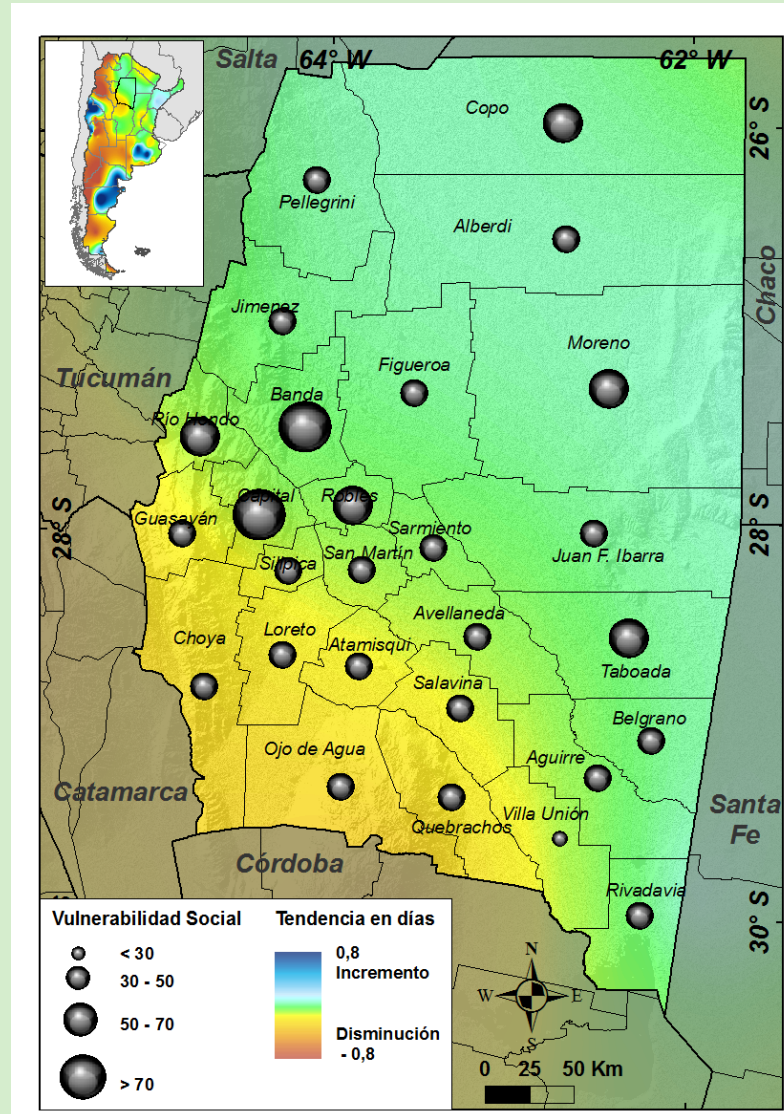 Salta
64° W
62° W
Copo
26° S
Pellegrini
Alberdi
Chaco
Jimenez
Moreno
Figueroa
Tucumán
Banda
Río Hondo
Capital
Robles
Guasayán
Sarmiento
28° S
28° S
San Martín
Juan F. Ibarra
Silipica
Avellaneda
Choya
Loreto
Atamisqui
Taboada
Salavina
Belgrano
Ojo de Agua
Aguirre
Catamarca
Villa Unión
Santa
Fe
Quebrachos
Córdoba
Rivadavia
30° S
Vulnerabilidad Social
< 30
30 - 50
50 - 70
> 70
Tendencia en días
0,8
Incremento
Disminución
- 0,8
N
W
E
S
0 25 50 Km